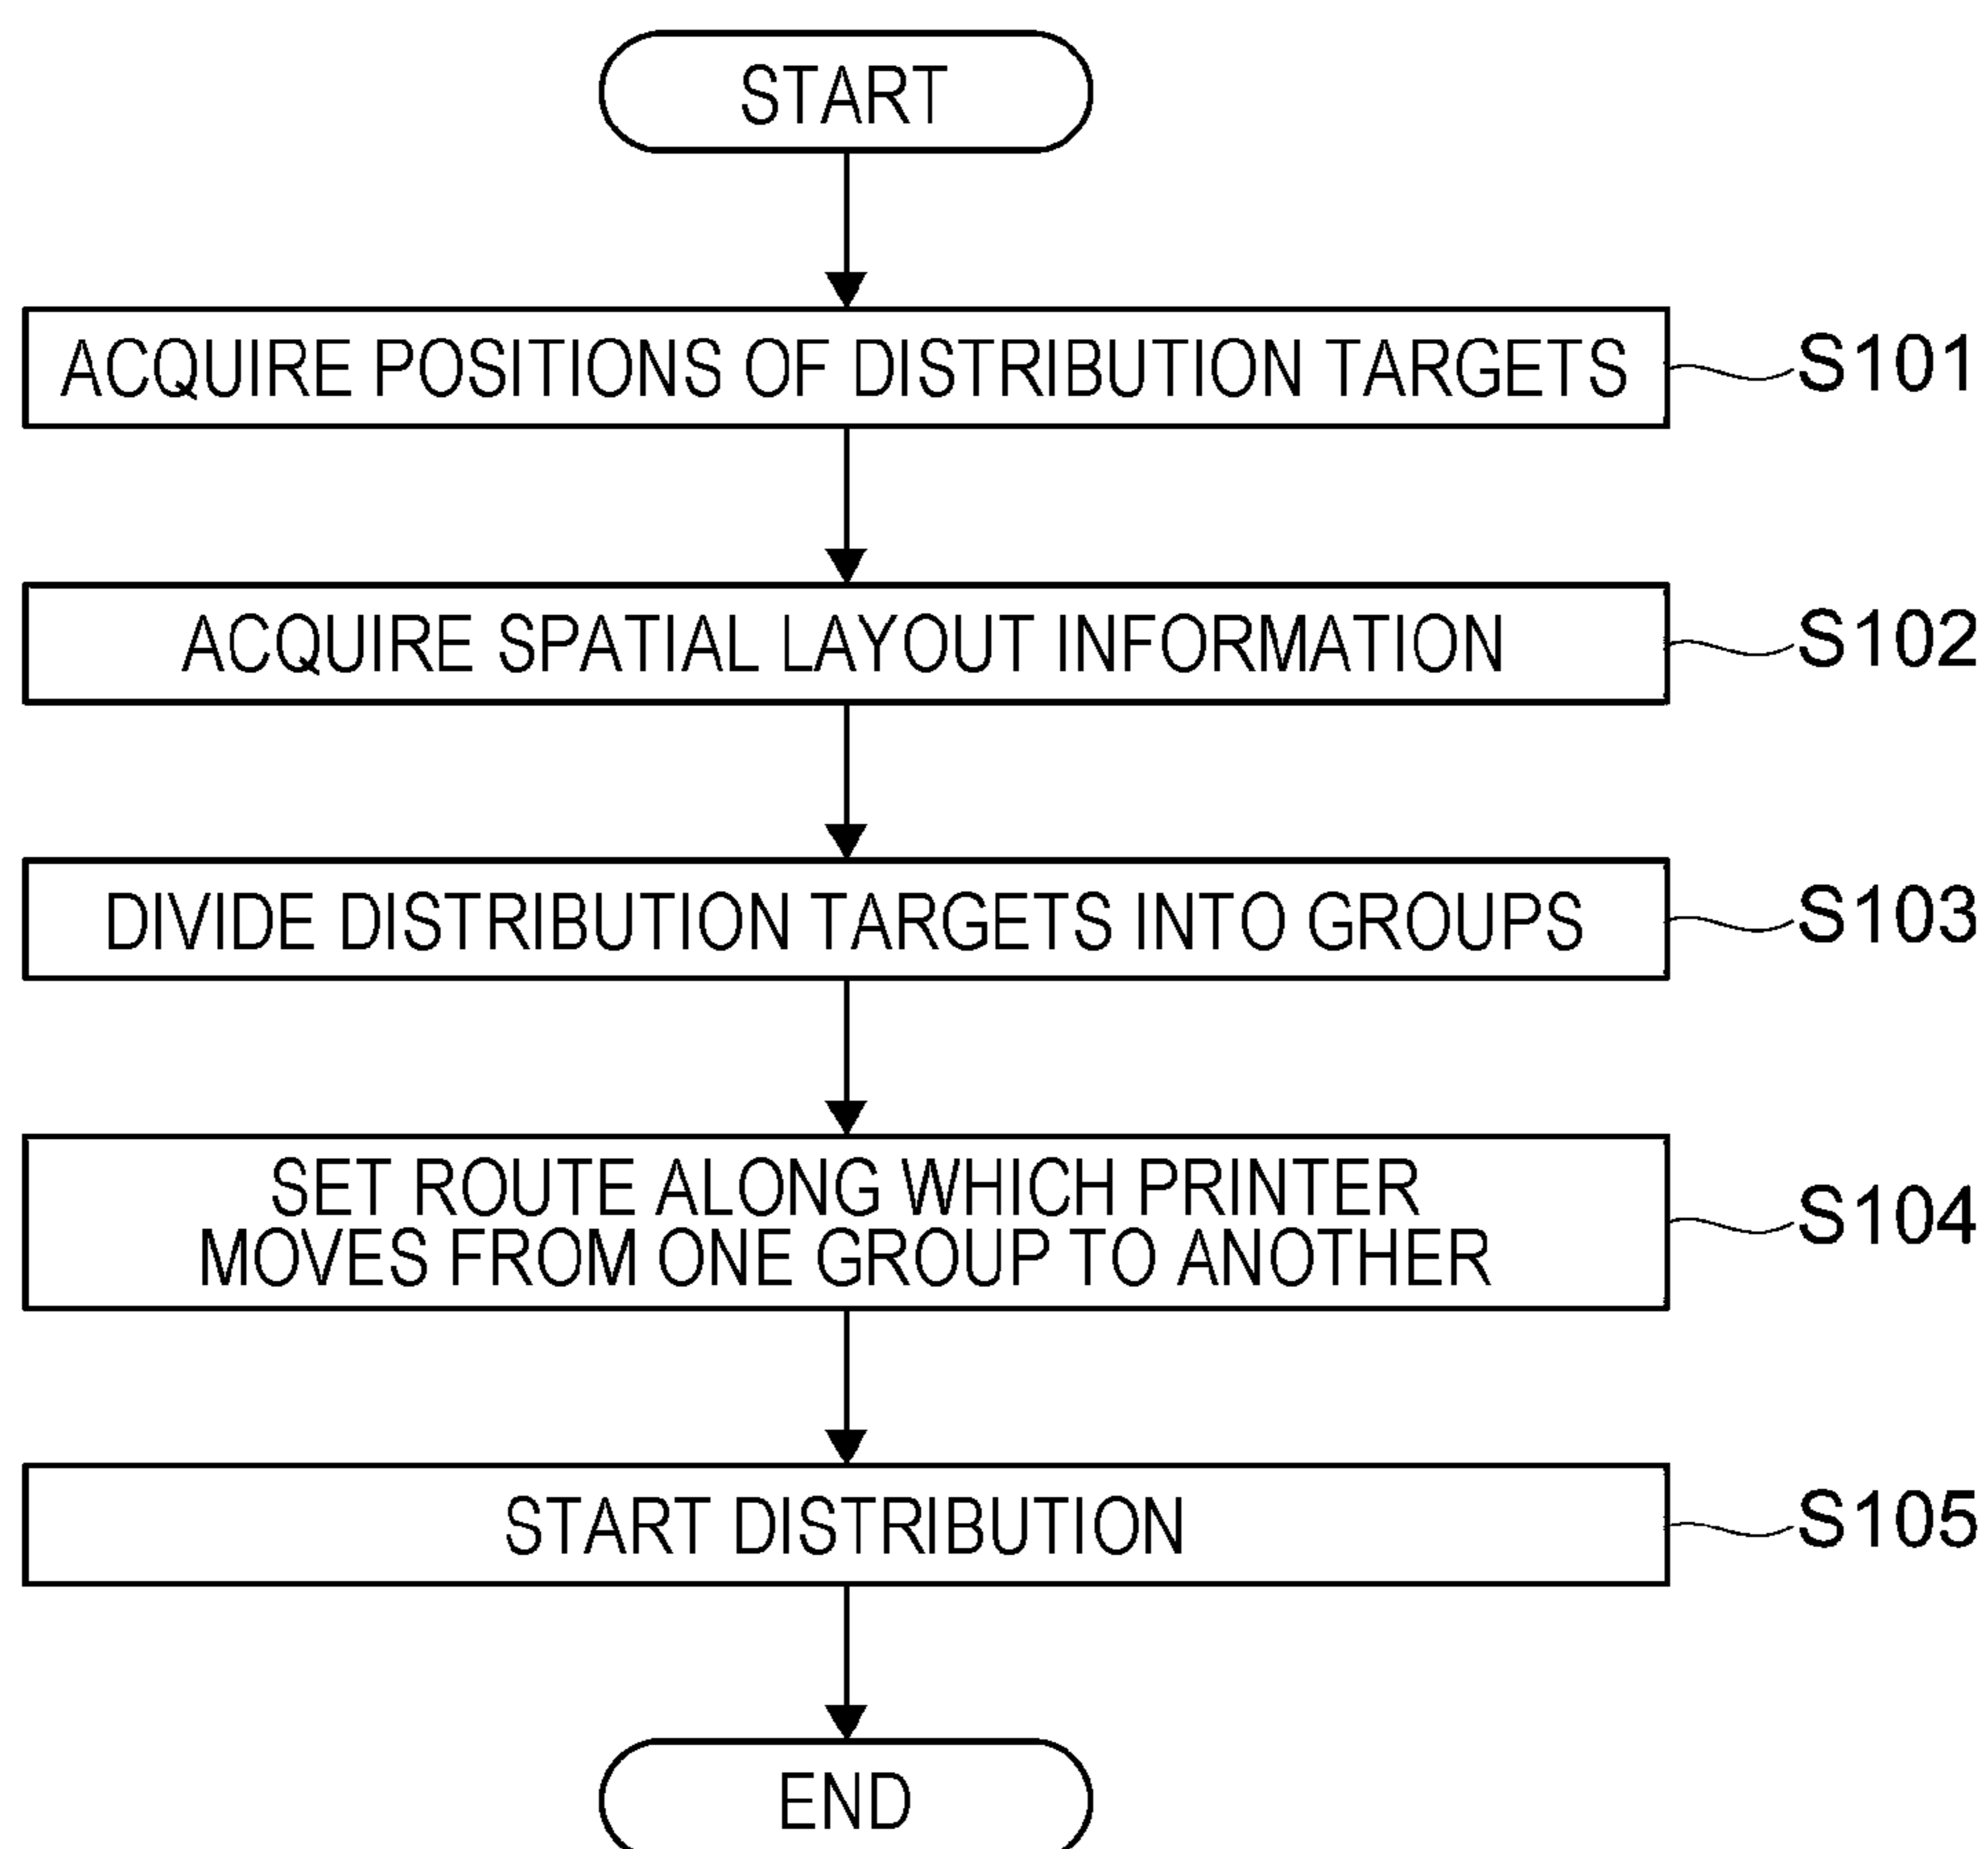 START
ACQUIRE POSITIONS OF DISTRIBUTION TARGETS S101
ACQUIRE SPATIAL LAYOUT INFORMATION S102
DIVIDE DISTRIBUTION TARGETS INTO GROUPS S103
SET ROUTE ALONG WHICH PRINTER
MOVES FROM ONE GROUP TO ANOTHER S104
START DISTRIBUTION S105
END